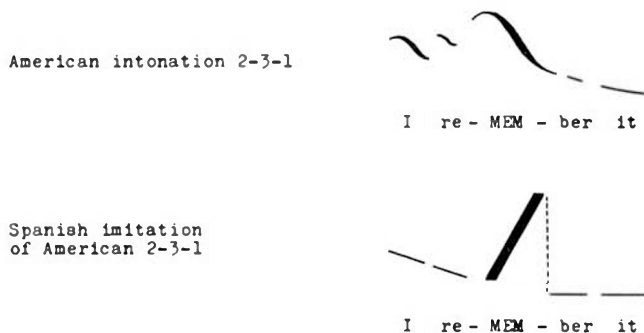 American intonation 2-3-1
I re - MEM - ber it
Spanish imitation
of American 2-3-1
I re - MEM - ber it